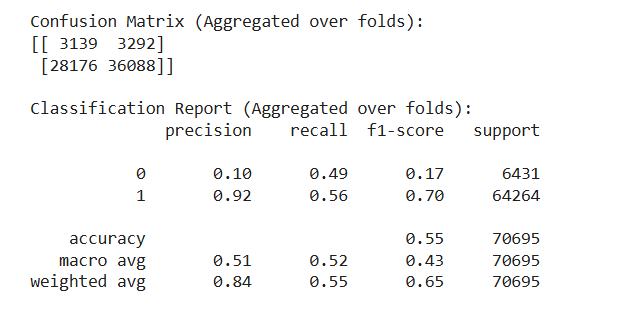 Confusion Matrix (Aggregated over folds):
[[ 3139  3292]
 [28176 36088]]
Classification Report (Aggregated over folds):
              precision    recall  f1-score   support
           0       0.10      0.49      0.17      6431
           1       0.92      0.56      0.70     64264
    accuracy                           0.55     70695
   macro avg       0.51      0.52      0.43     70695
weighted avg       0.84      0.55      0.65     70695